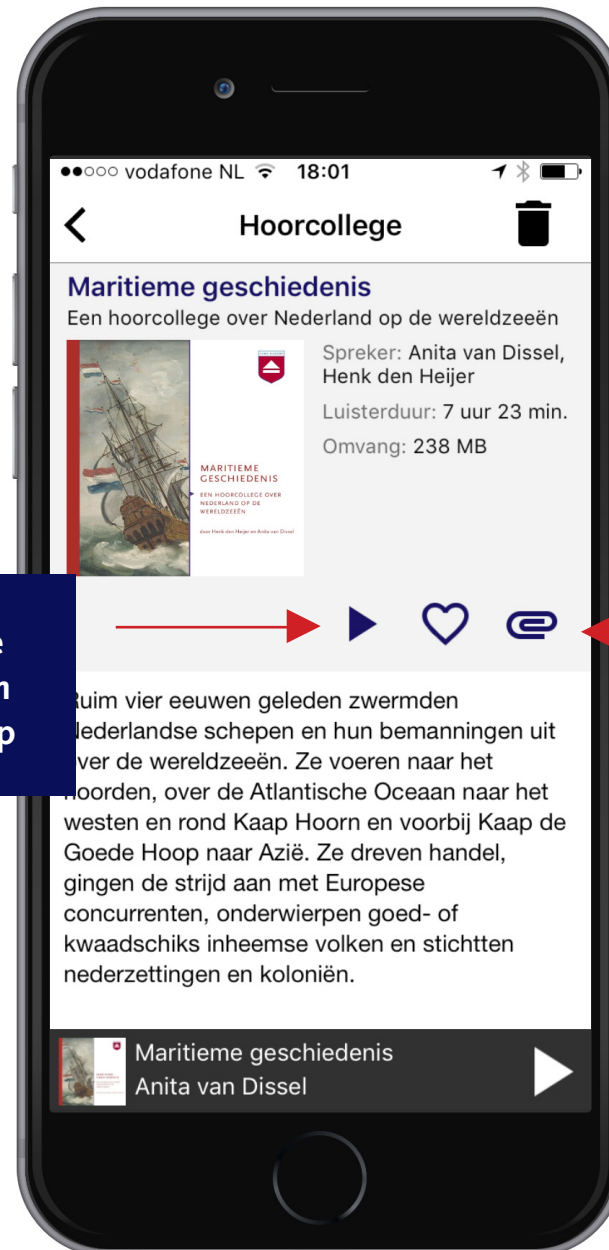 vodafone NL 18:01
Hoorcollege
Maritieme geschiedenis
Een hoorcollege over Nederland op de wereldzeeën
Spreker: Anita van Dissel,
Henk den Heijer
Luisterduur: 7 uur 23 min.
Omvang: 238 MB
MARITIEME
GESCHIEDENIS
EEN HOORCOLLEGE OVER
NEDERLAND OP DE
WERELDZEEËN
door Henk den Heijer en Anita van Dissel
Ruim vier eeuwen geleden zwermden
Nederlandse schepen en hun bemanningen uit
over de wereldzeeën. Ze voeren naar het
noorden, over de Atlantische Oceaan naar het
westen en rond Kaap Hoorn en voorbij Kaap de
Goede Hoop naar Azië. Ze dreven handel,
gingen de strijd aan met Europese
concurrenten, onderwierpen goed- of
kwaadschiks inheemse volken en stichtten
nederzettingen en koloniën.
Maritieme geschiedenis
Anita van Dissel